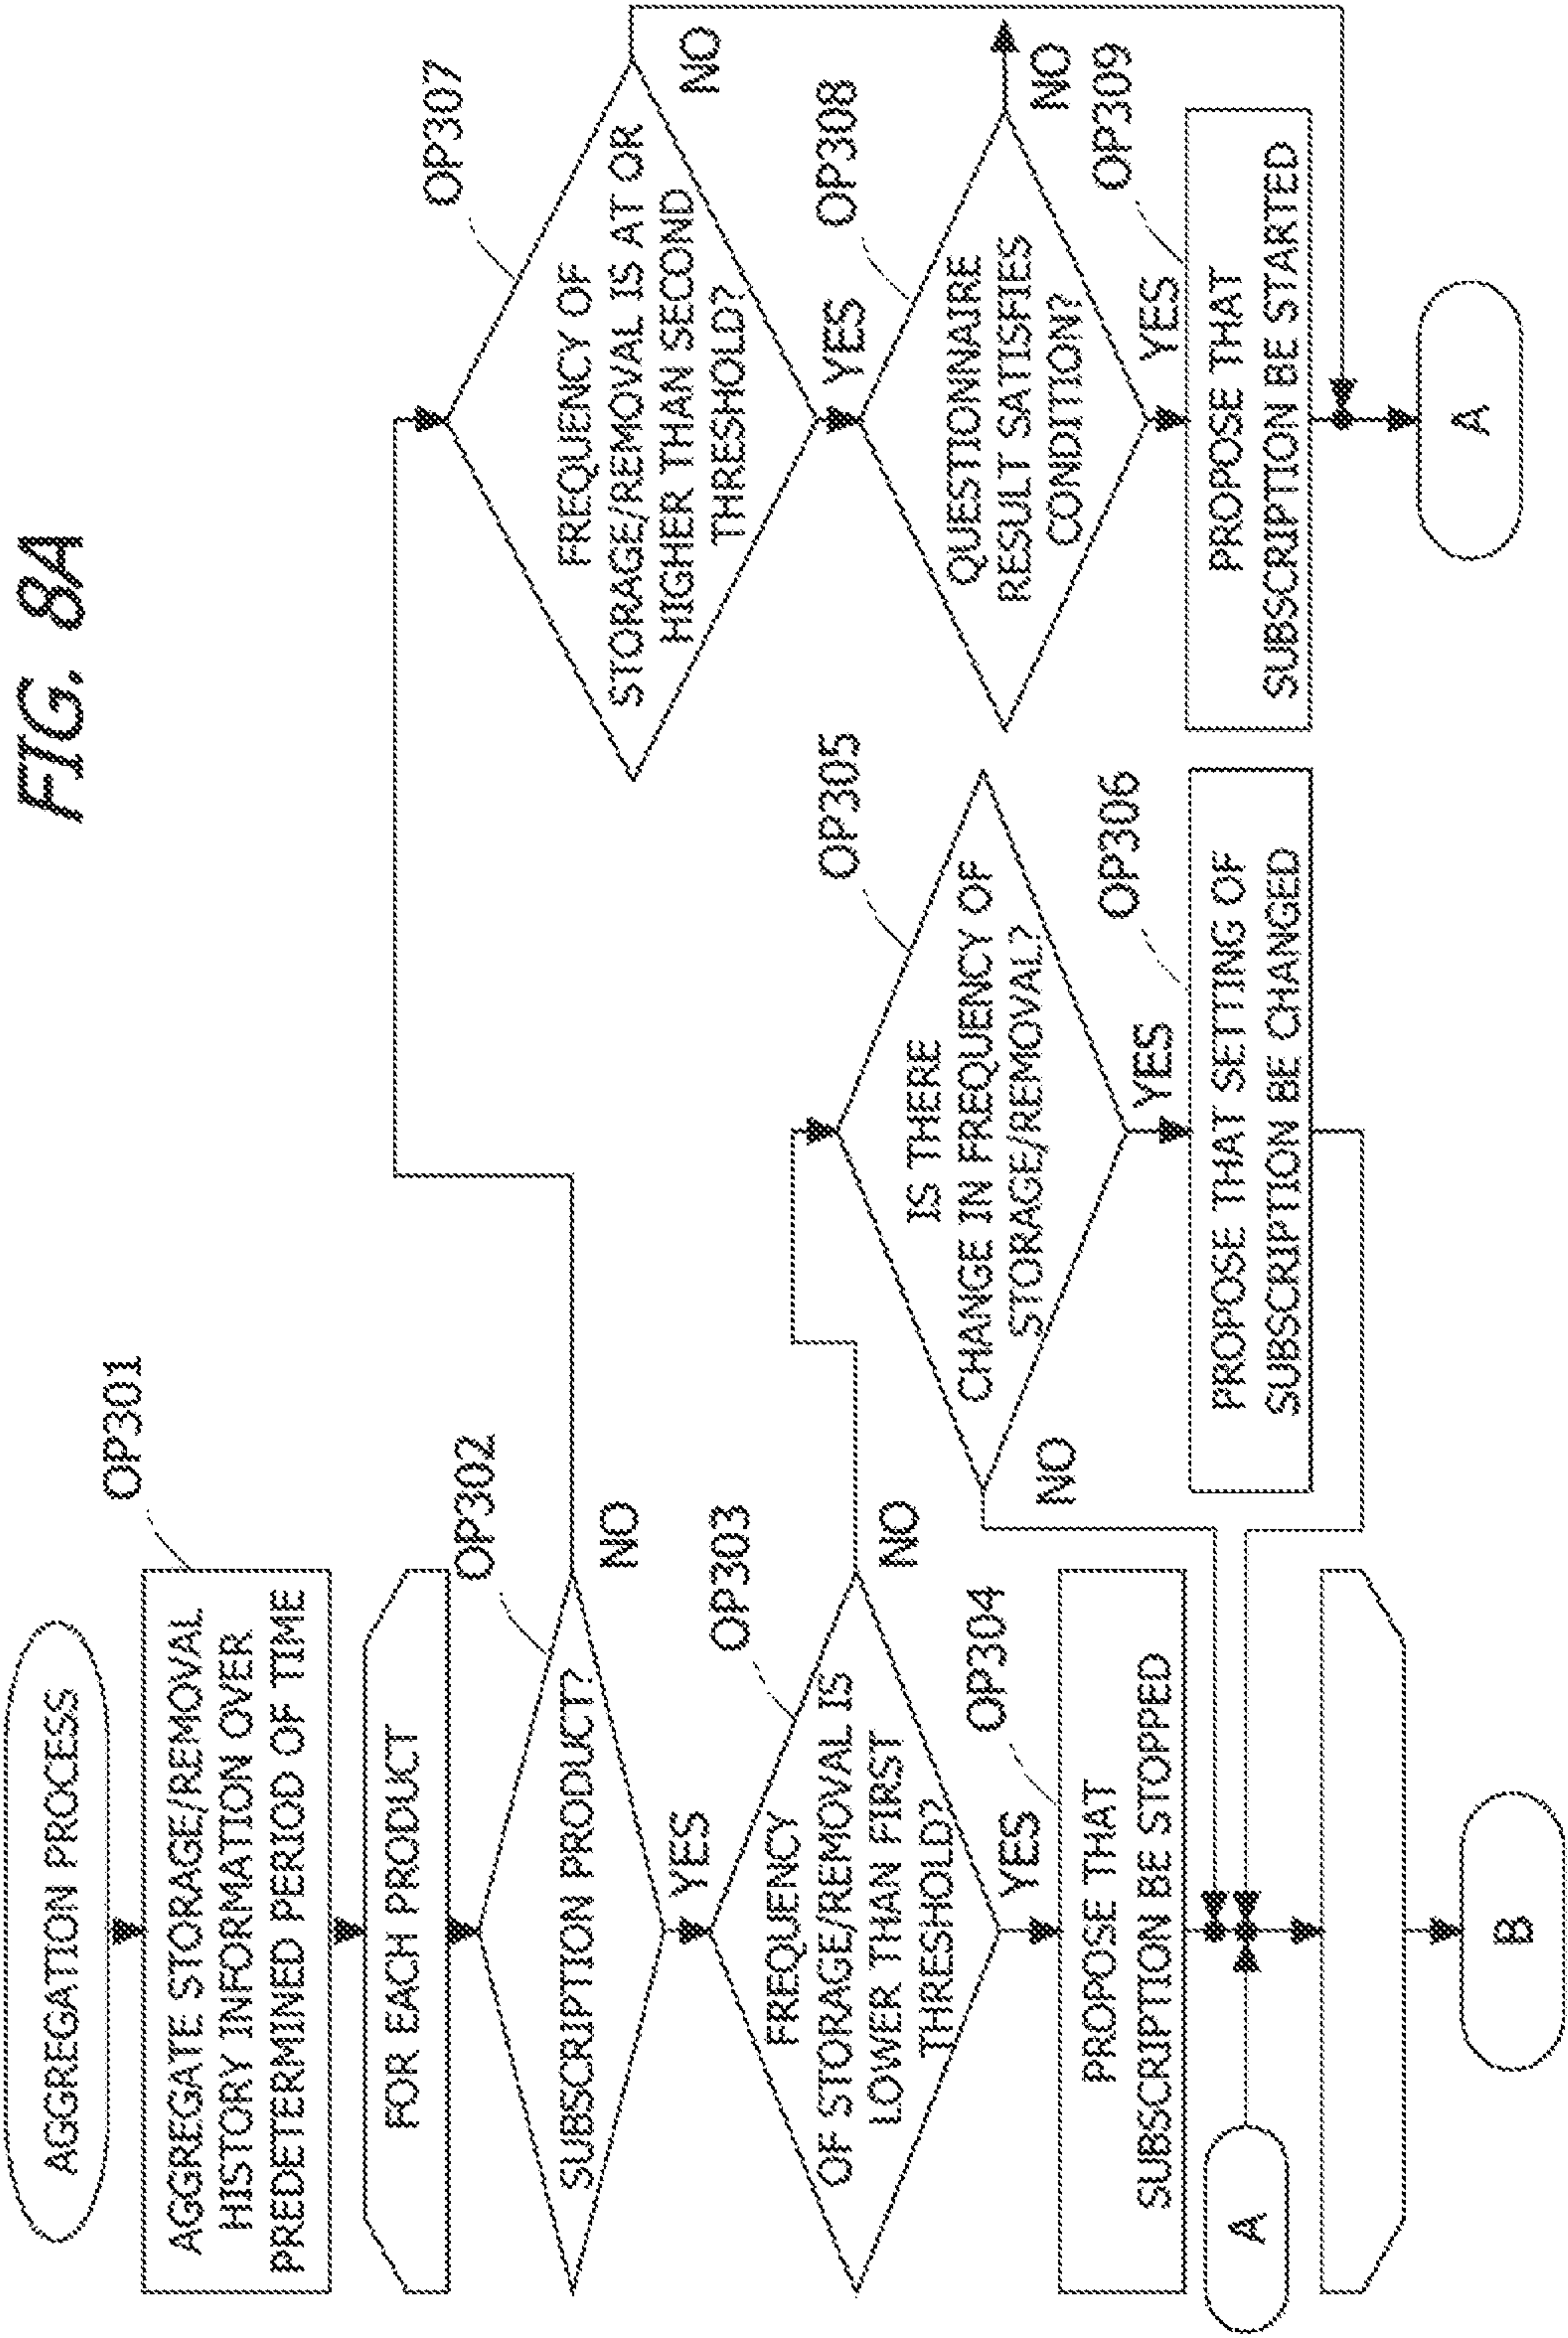 FIG. 8A
AGGREGATION PROCESS
OP301
AGGREGATE STORAGE/REMOVAL
HISTORY INFORMATION OVER
PREDETERMINED PERIOD OF TIME
FOR EACH PRODUCT
OP302
SUBSCRIPTION PRODUCT?
NO
YES
OP303
FREQUENCY
OF STORAGE/REMOVAL IS
LOWER THAN FIRST
THRESHOLD?
NO
YES
OP304
PROPOSE THAT
SUBSCRIPTION BE STOPPED
A
B
OP305
IS THERE
CHANGE IN FREQUENCY OF
STORAGE/REMOVAL?
NO
YES
OP306
PROPOSE THAT SETTING OF
SUBSCRIPTION BE CHANGED
OP307
FREQUENCY OF
STORAGE/REMOVAL IS AT OR
HIGHER THAN SECOND
THRESHOLD?
NO
YES
OP308
QUESTIONNAIRE
RESULT SATISFIES
CONDITION?
NO
YES
OP309
PROPOSE THAT
SUBSCRIPTION BE STARTED
A